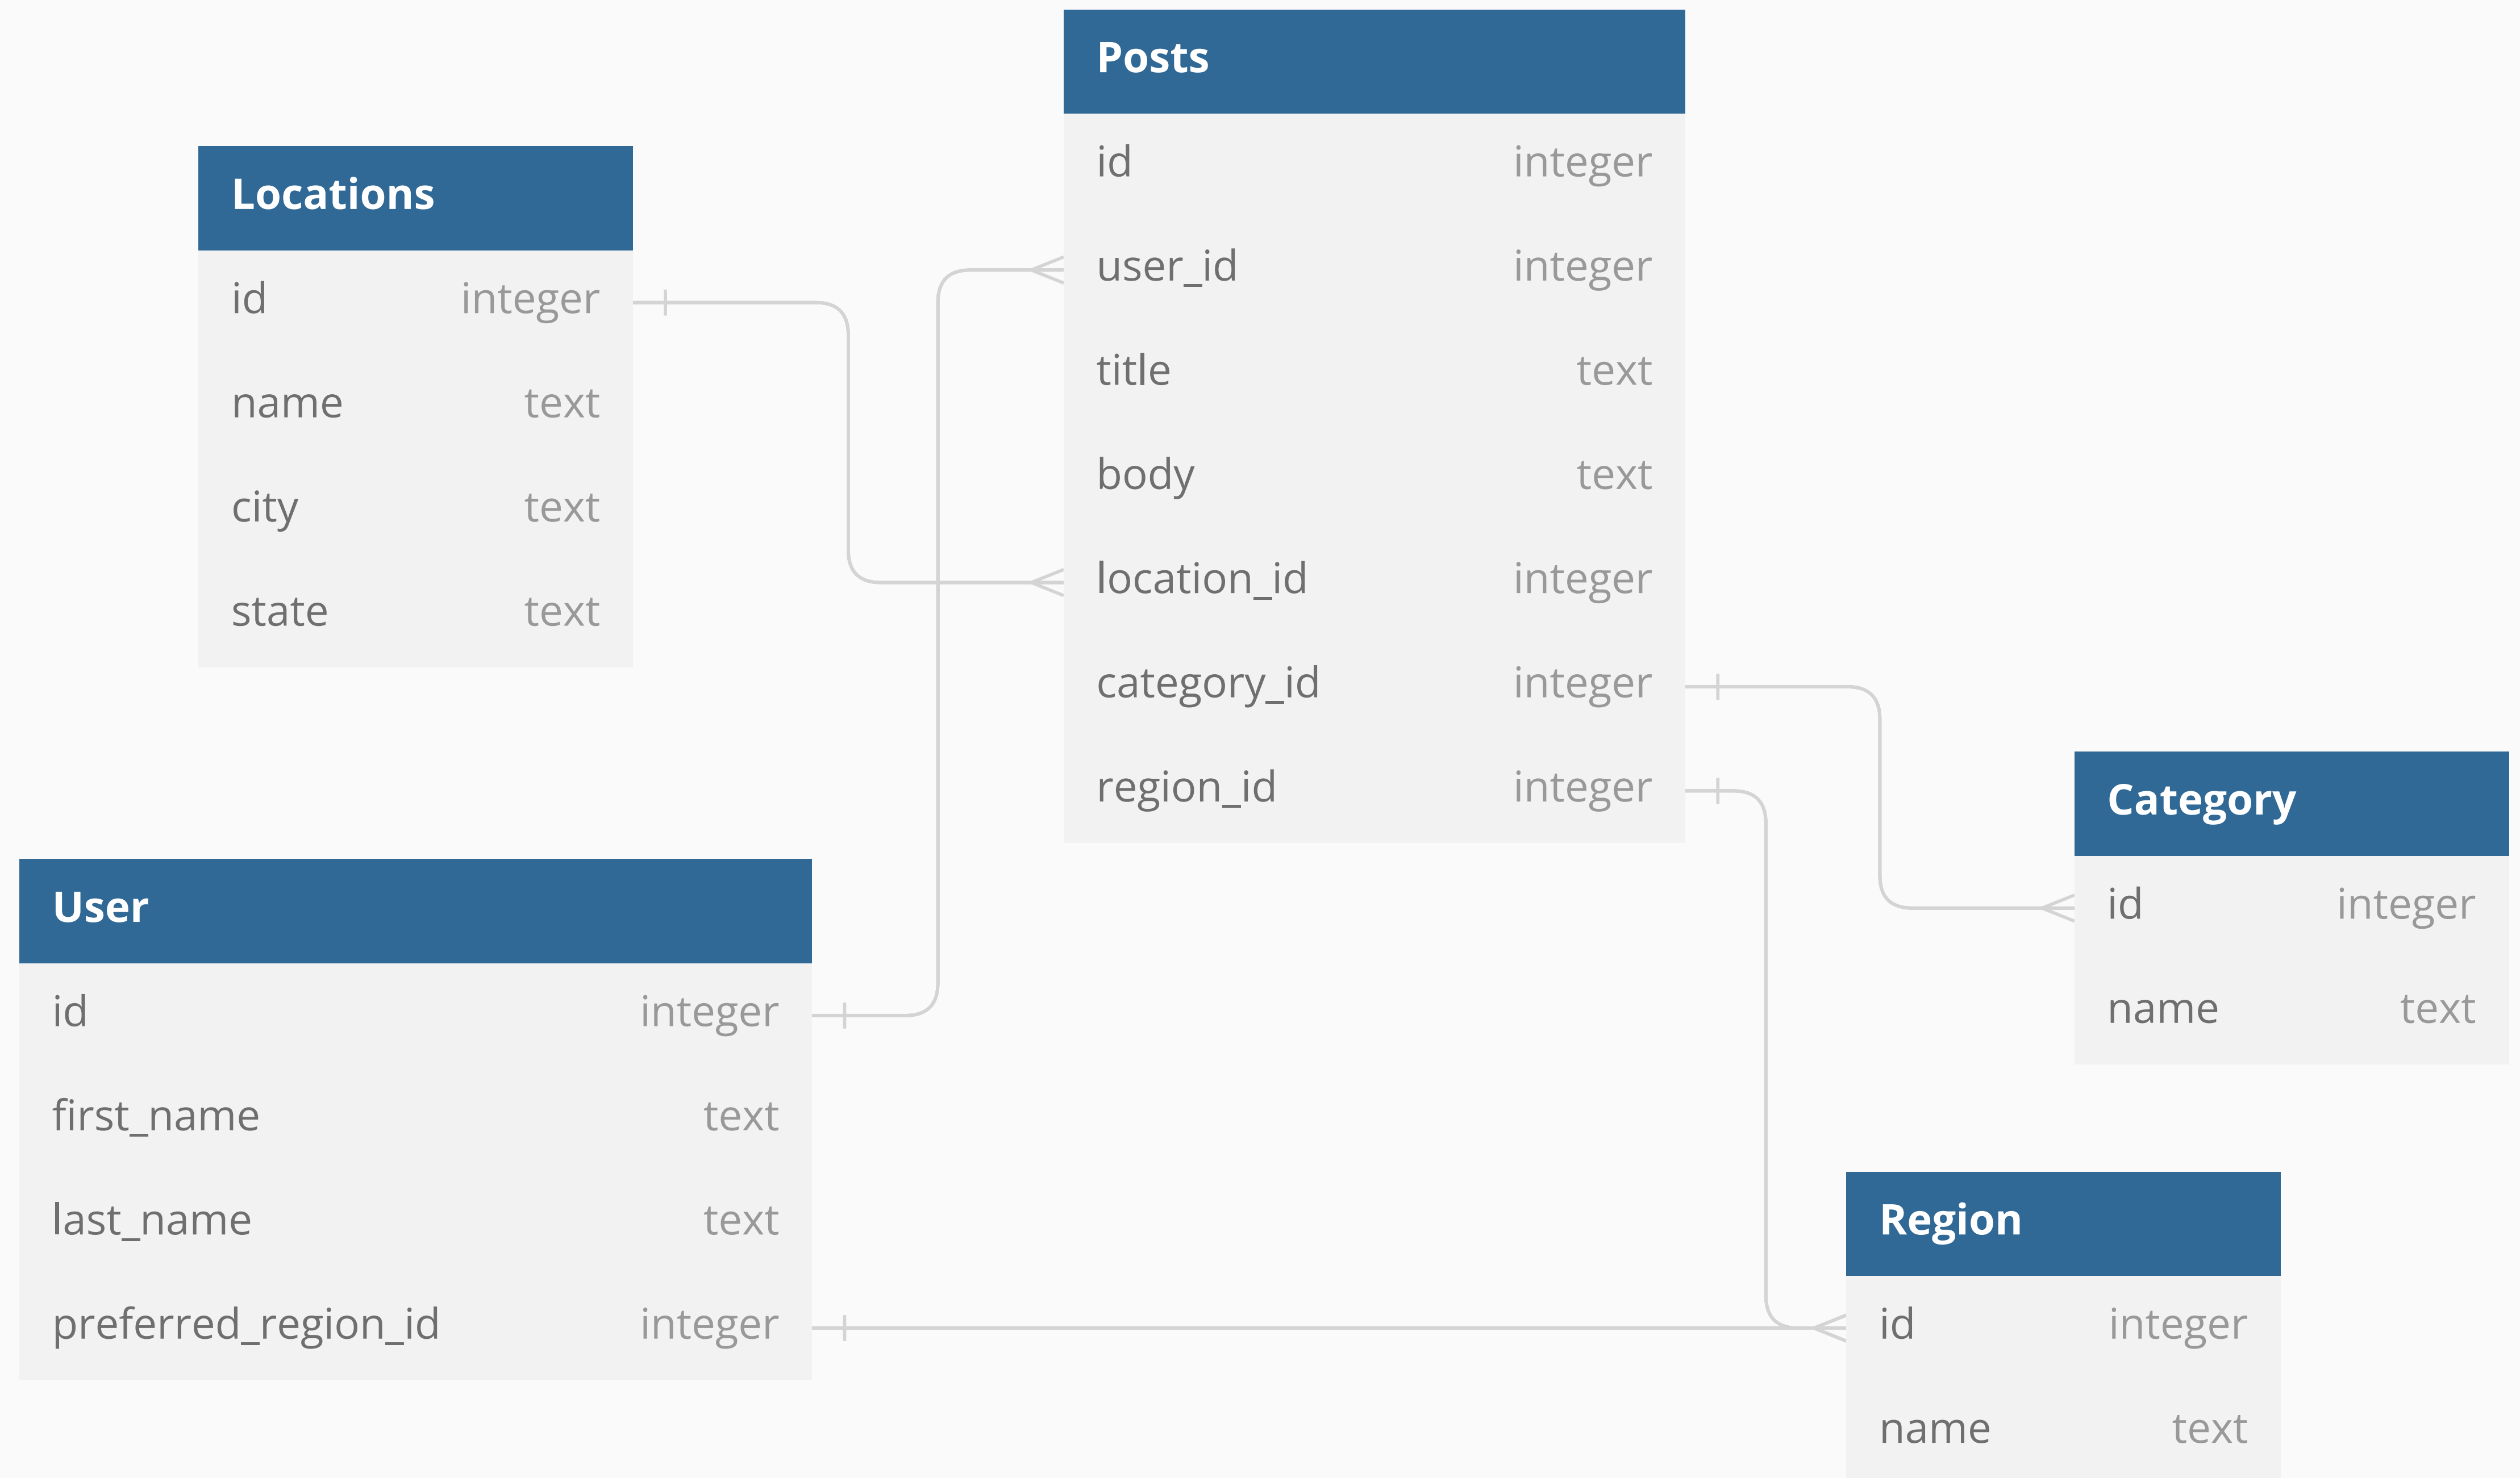 Posts
id integer
user_id integer
title text
body text
location_id integer
category_id integer
region_id integer
Locations
id integer
name text
city text
state text
User
id integer
first_name text
last_name text
preferred_region_id integer
Category
id integer
name text
Region
id integer
name text